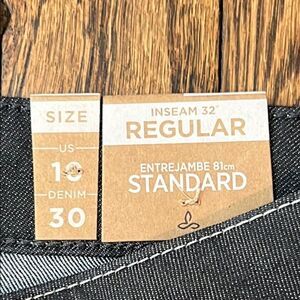 SIZE
US
10
DENIM
30
INSEAM 32"
REGULAR
ENTREJAMBE 81cm
STANDARD